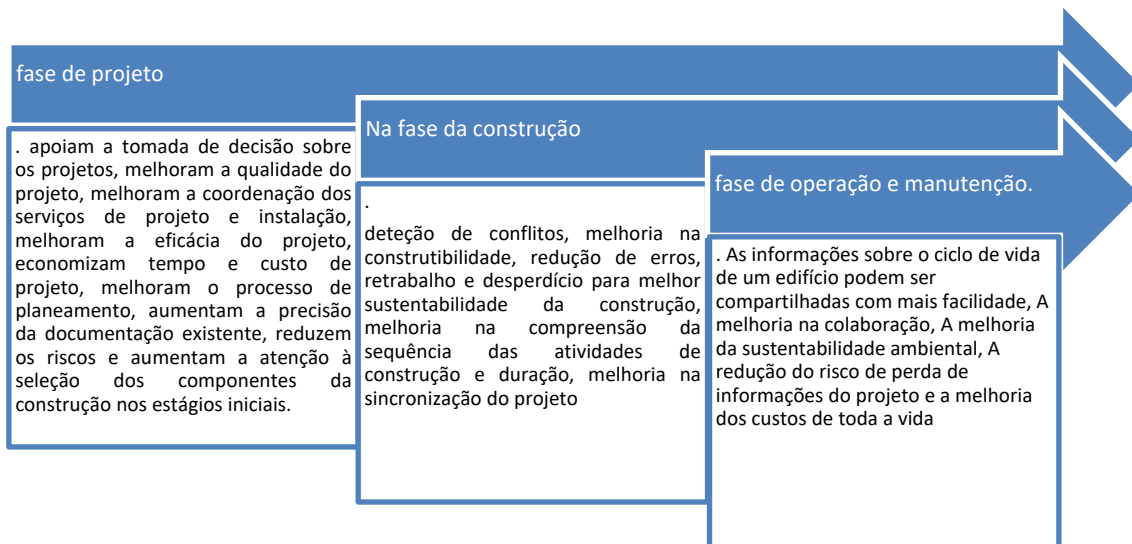 fase de projeto
. apoiam a tomada de decisão sobre
os projetos, melhoram a qualidade do
projeto, melhoram a coordenação dos
serviços de projeto e instalação,
melhoram a eficácia do projeto,
economizam tempo e custo de
projeto, melhoram o processo de
planeamento, aumentam a precisão
da documentação existente, reduzem
os riscos e aumentam a atenção à
seleção dos componentes da
construção nos estágios iniciais.
Na fase da construção
.
deteção de conflitos, melhoria na
construtibilidade, redução de erros,
retrabalho e desperdício para melhor
sustentabilidade da construção,
melhoria na compreensão da
sequência das atividades de
construção e duração, melhoria na
sincronização do projeto
fase de operação e manutenção.
. As informações sobre o ciclo de vida
de um edifício podem ser
compartilhadas com mais facilidade, A
melhoria na colaboração, A melhoria
da sustentabilidade ambiental, A
redução do risco de perda de
informações do projeto e a melhoria
dos custos de toda a vida